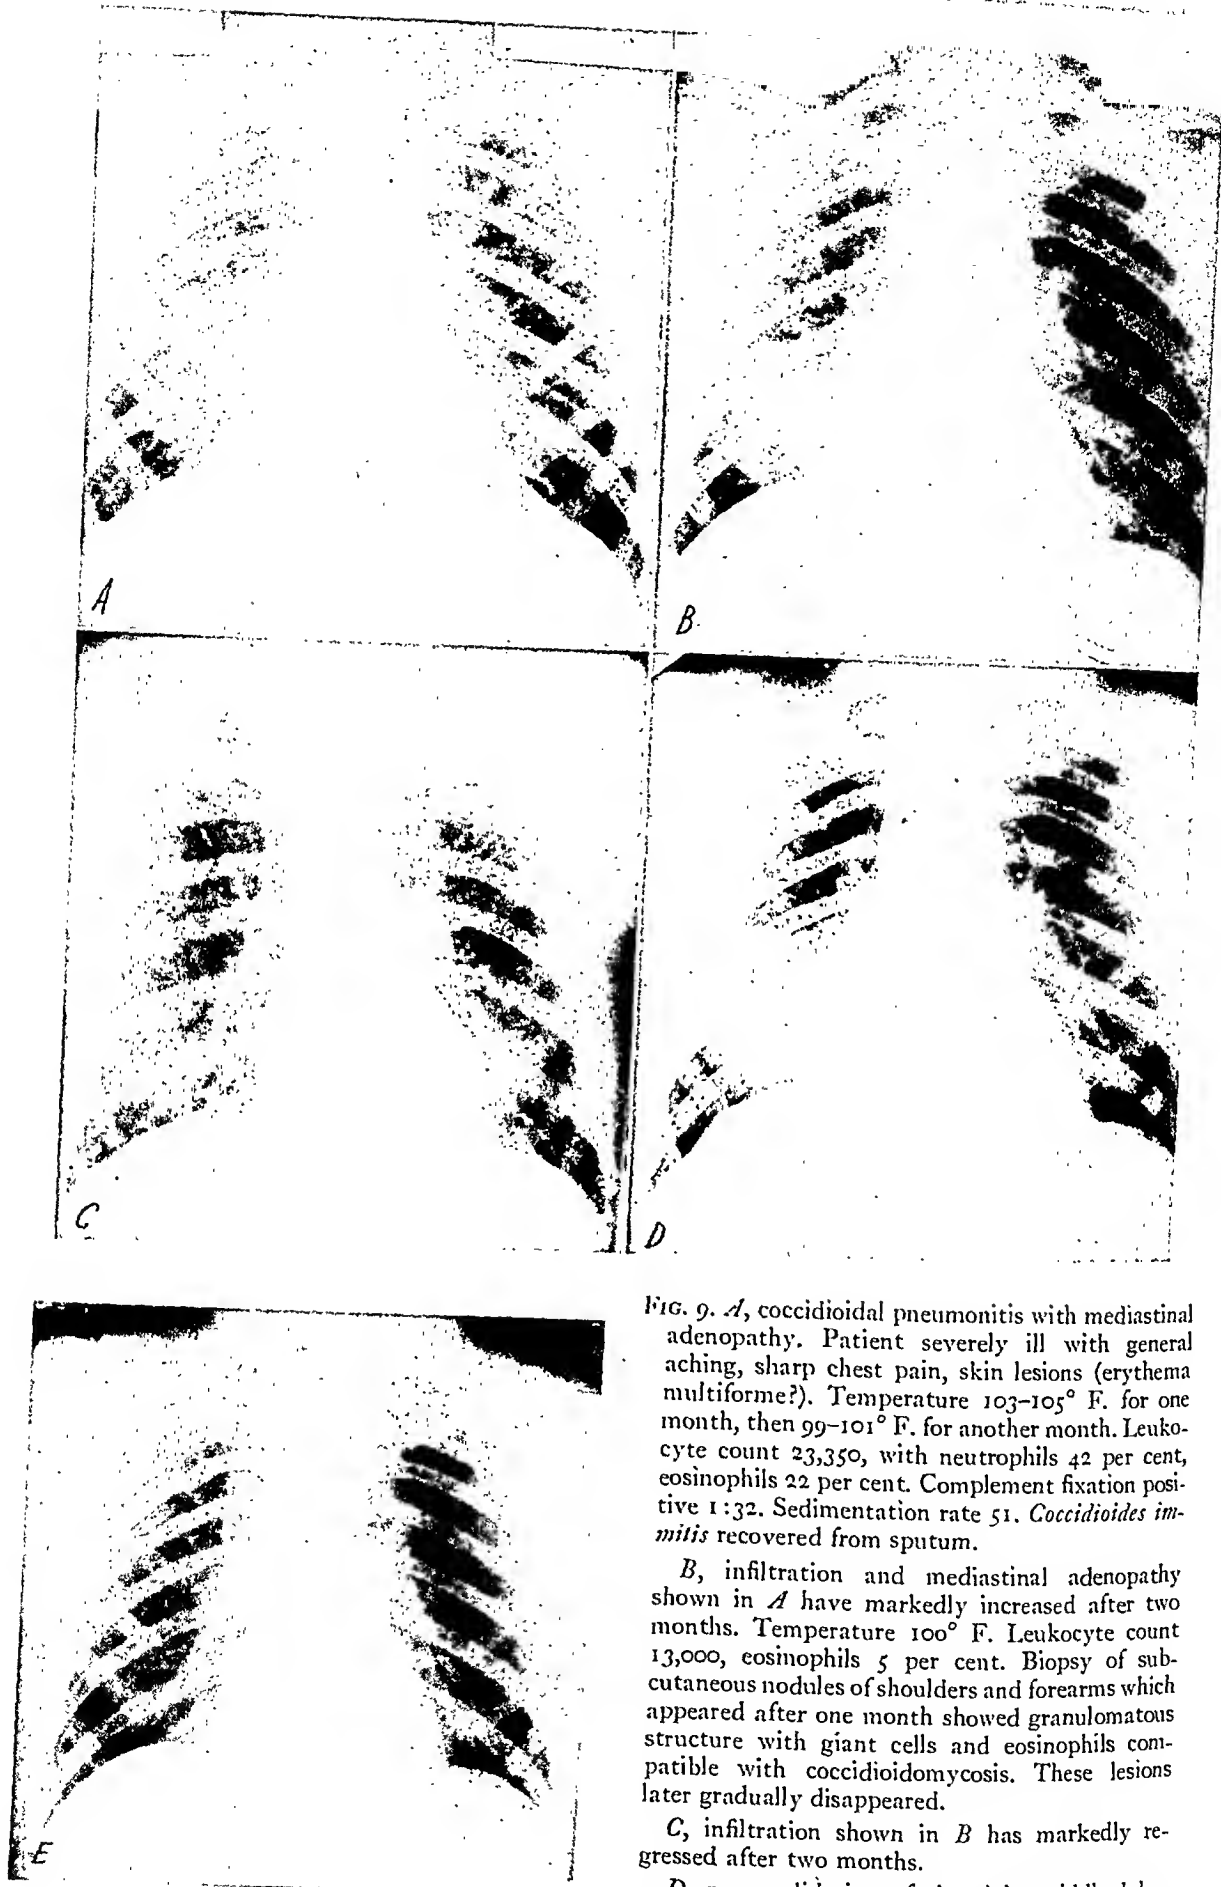 A
B
C
D
E
FIG. 9. A, coccidioidal pneumonitis with mediastinal
adenopathy. Patient severely ill with general
aching, sharp chest pain, skin lesions (erythema
multiforme?). Temperature 103–105° F. for one
month, then 99–101° F. for another month. Leuko-
cyte count 23,350, with neutrophils 42 per cent,
eosinophils 22 per cent. Complement fixation posi-
tive 1:32. Sedimentation rate 51. Coccidioides im-
mitis recovered from sputum.
B, infiltration and mediastinal adenopathy
shown in A have markedly increased after two
months. Temperature 100° F. Leukocyte count
13,000, eosinophils 5 per cent. Biopsy of sub-
cutaneous nodules of shoulders and forearms which
appeared after one month showed granulomatous
structure with giant cells and eosinophils com-
patible with coccidioidomycosis. These lesions
later gradually disappeared.
C, infiltration shown in B has markedly re-
gressed after two months.